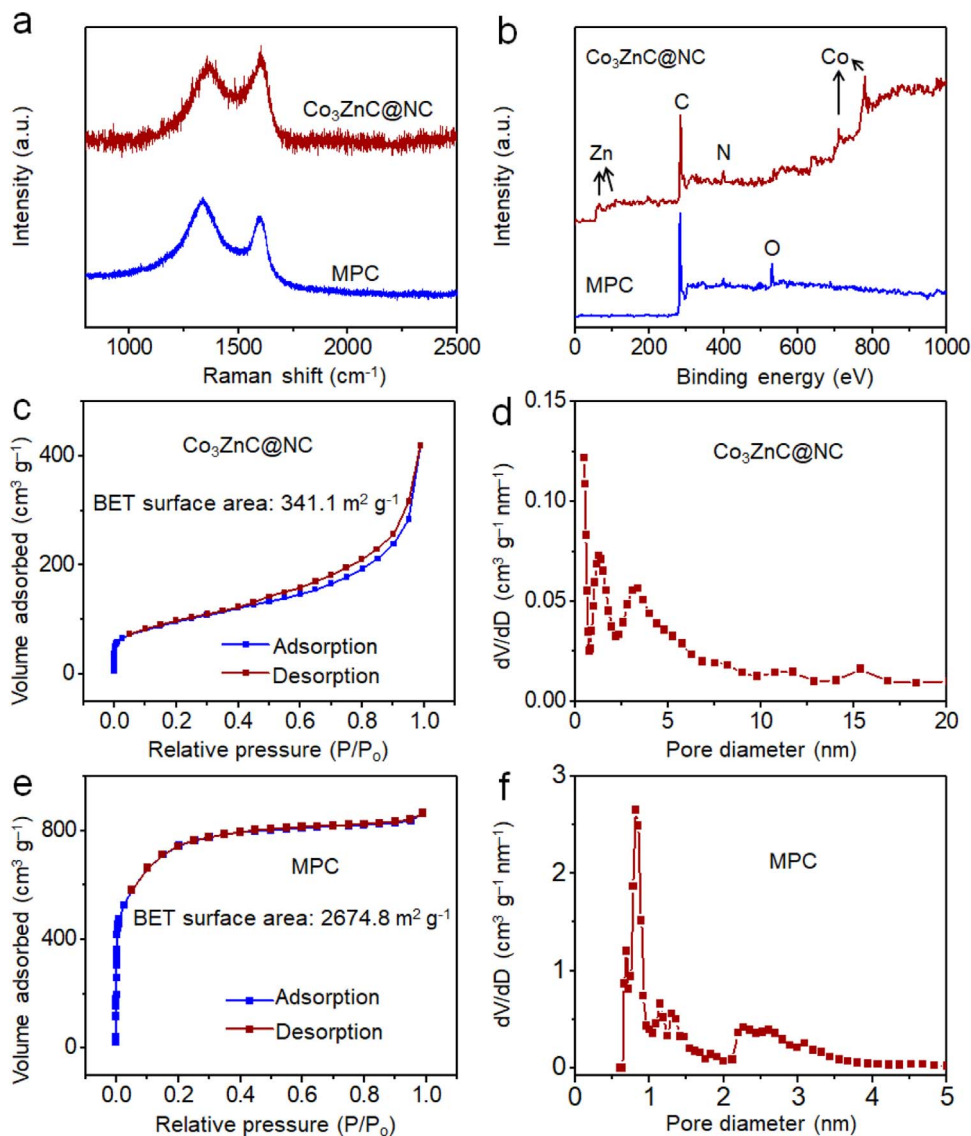 a
Intensity (a.u.)
Co₃ZnC@NC
MPC
1000 1500 2000 2500
Raman shift (cm⁻¹)
b
Intensity (a.u.)
Co₃ZnC@NC
Co
C
Zn
N
O
MPC
0 200 400 600 800 1000
Binding energy (eV)
c
Volume adsorbed (cm³ g⁻¹)
400
200
0
Co₃ZnC@NC
BET surface area: 341.1 m² g⁻¹
Adsorption
Desorption
0.0 0.2 0.4 0.6 0.8 1.0
Relative pressure (P/Pₒ)
d
dV/dD (cm³ g⁻¹ nm⁻¹)
0.15
0.10
0.05
0.00
Co₃ZnC@NC
0 5 10 15 20
Pore diameter (nm)
e
Volume adsorbed (cm³ g⁻¹)
800
400
0
MPC
BET surface area: 2674.8 m² g⁻¹
Adsorption
Desorption
0.0 0.2 0.4 0.6 0.8 1.0
Relative pressure (P/Pₒ)
f
dV/dD (cm³ g⁻¹ nm⁻¹)
3
2
1
0
MPC
0 1 2 3 4 5
Pore diameter (nm)